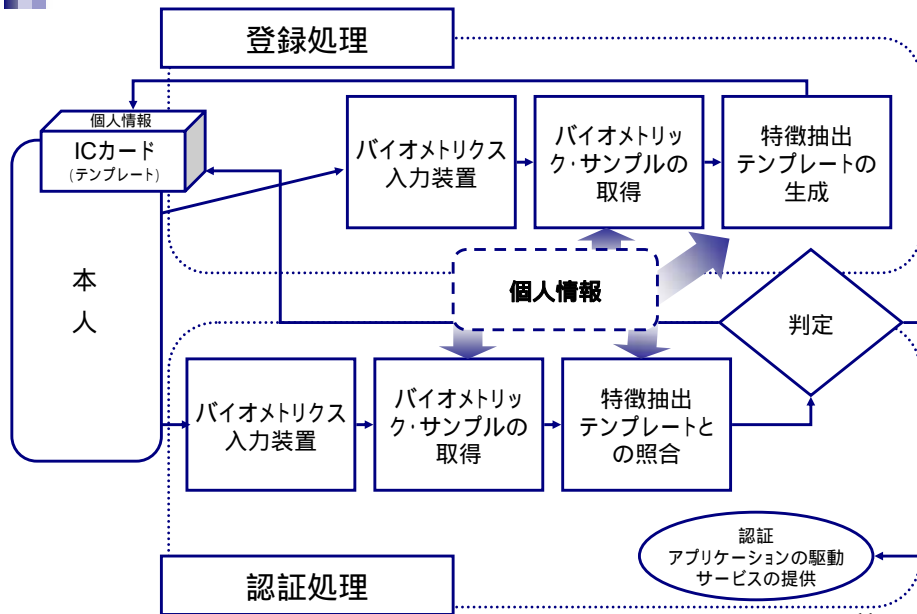 登録処理
個人情報
ICカード
(テンプレート)
本
人
バイオメトリクス
入力装置
バイオメトリッ
ク・サンプルの
取得
特徴抽出
テンプレートの
生成
個人情報
判定
バイオメトリクス
入力装置
バイオメトリッ
ク・サンプルの
取得
特徴抽出
テンプレートと
の照合
認証
アプリケーションの駆動
サービスの提供
認証処理